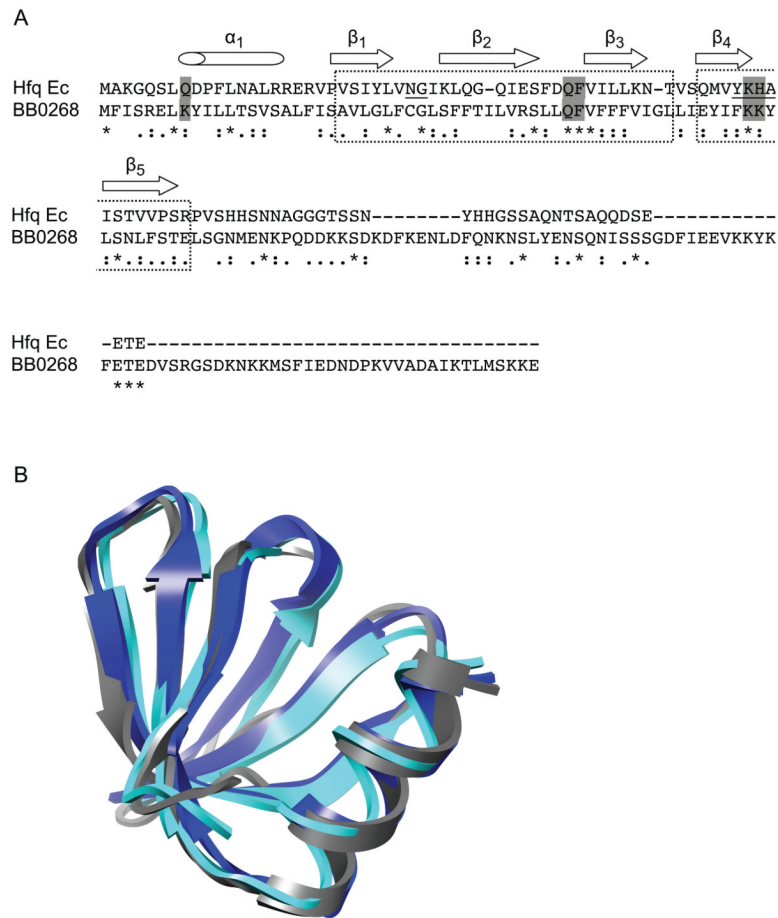 A
α1 β1 β2 β3 β4
Hfq Ec MAKGQSLQDPFLNALRRERVPVSIYLVNGIKLQG-QIESFDQFVILLKN-TVSQMVYKHA
BB0268 MFISRELKYILLTSVSALFISAVLGLFCGLSFFTILVRSLLQFVFFFVIGLLIEYIFKKY
* .:.: .:*.:: : .:: :.: * :* .:: : ::.*: ***:::: :: : : .::*:
β5
Hfq Ec ISTVVPSRPVSHHSNNAGGGTSSN--------YHHGSSAQNTSAQQDSE-----------
BB0268 LSNLFSTELSGNMENKPQDDKKSDKDFKENLDFQNKNSLYENSQNISSSGDFIEEVKKYK
:*.:..:. .: .:*. ....:. :::. * .:* : .*.
Hfq Ec -ETE-----------------------------------
BB0268 FETEDVSRGSDKNKKMSFIEDNDPKVVADAIKTLMSKKE
***
B